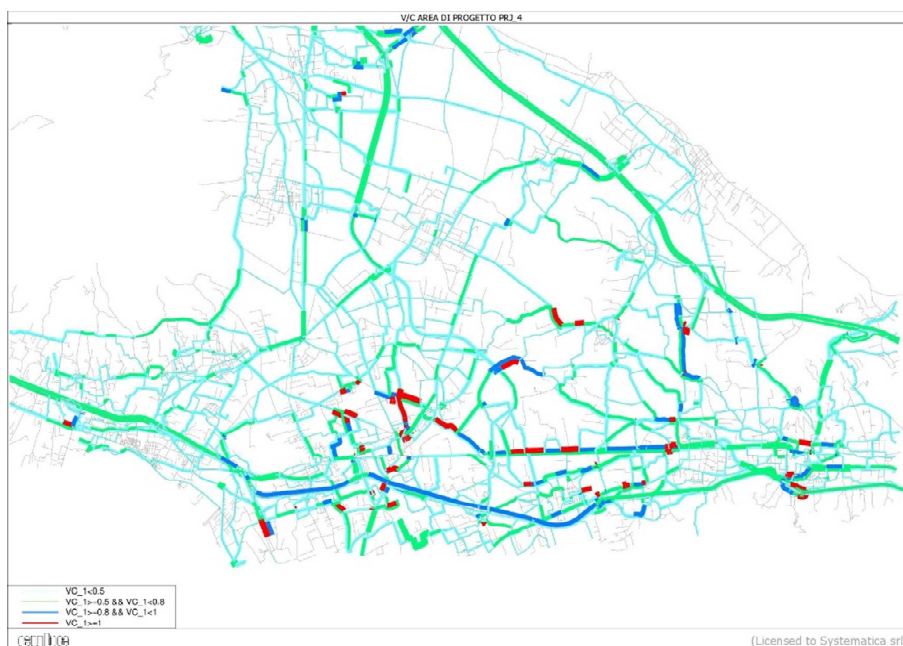 V/C AREA DI PROGETTO PRJ_4
VC_1<0.5
VC_1>=0.5 && VC_1<0.8
VC_1>=0.8 && VC_1<1
VC_1>=1
(Licensed to Systematica srl